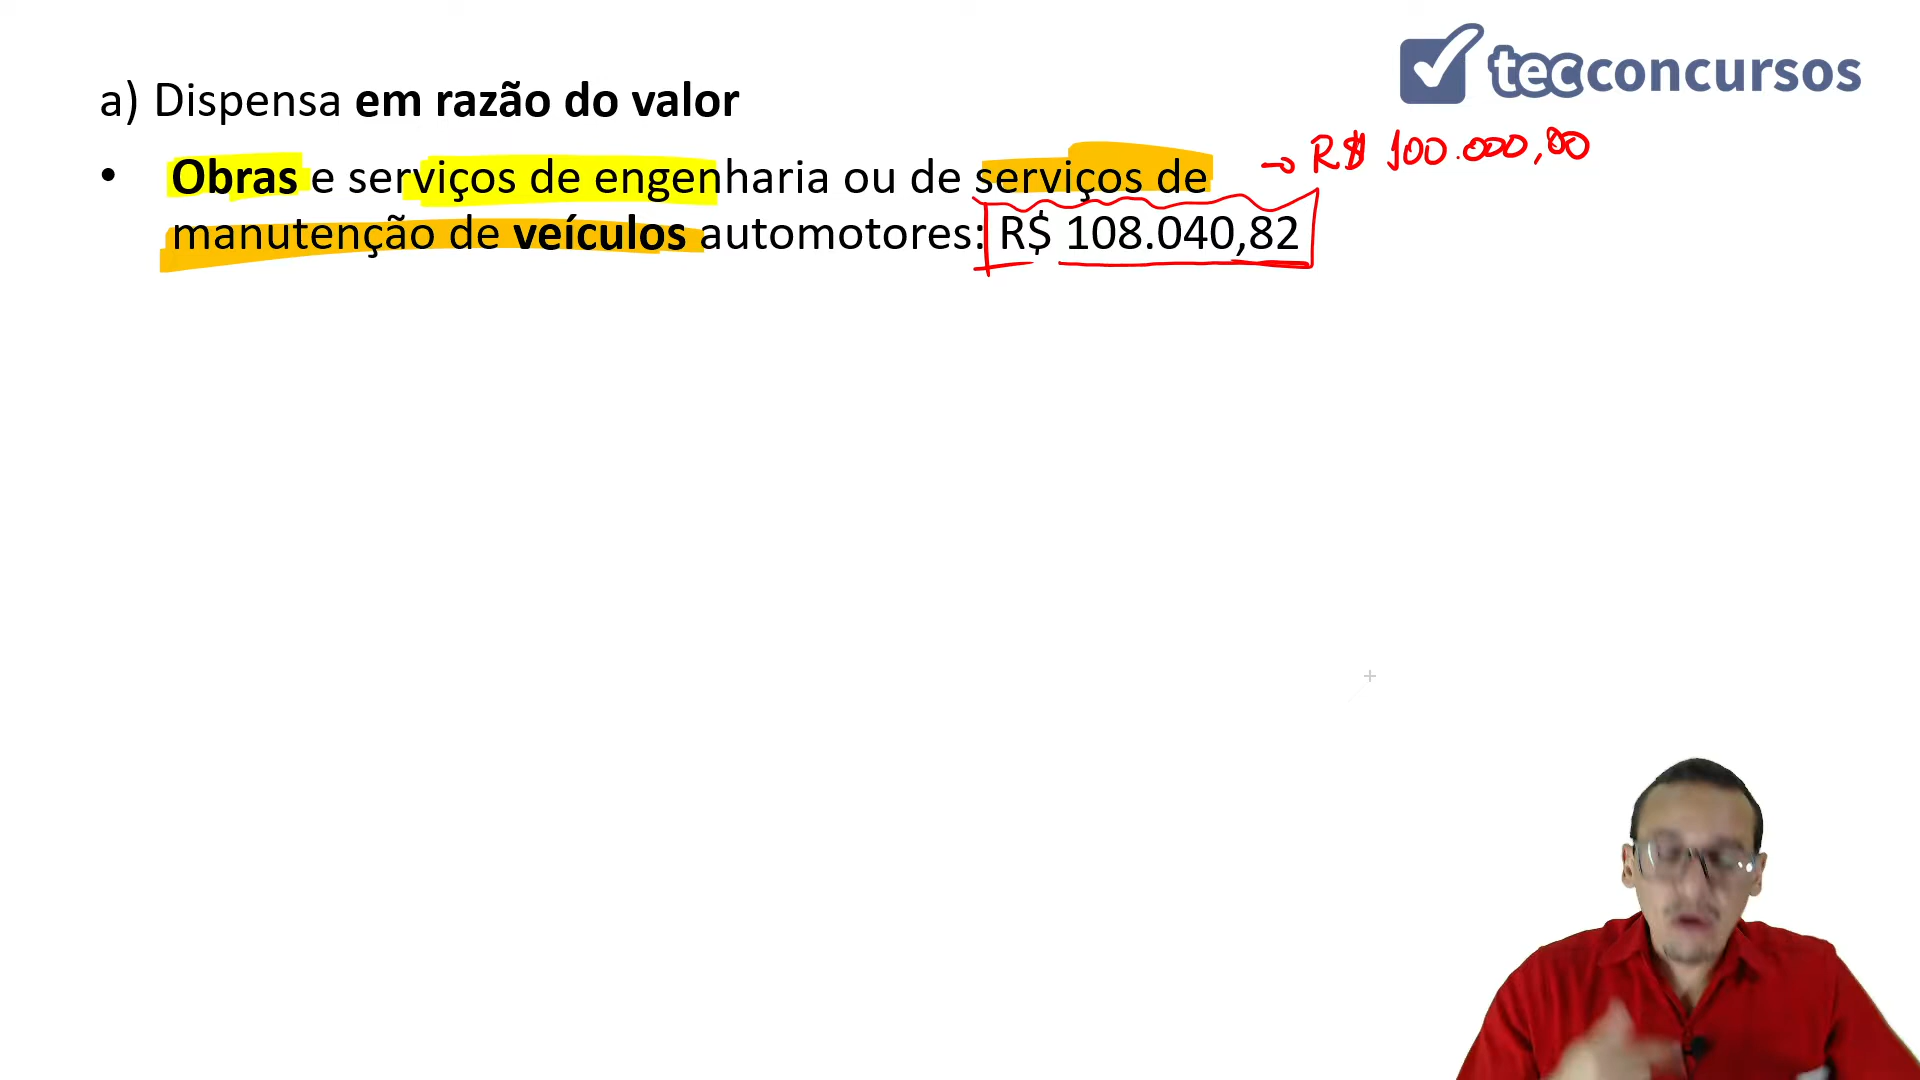 tecconcursos
a) Dispensa em razão do valor
→ R$ 100.000,00
• Obras e serviços de engenharia ou de serviços de
manutenção de veículos automotores: R$ 108.040,82